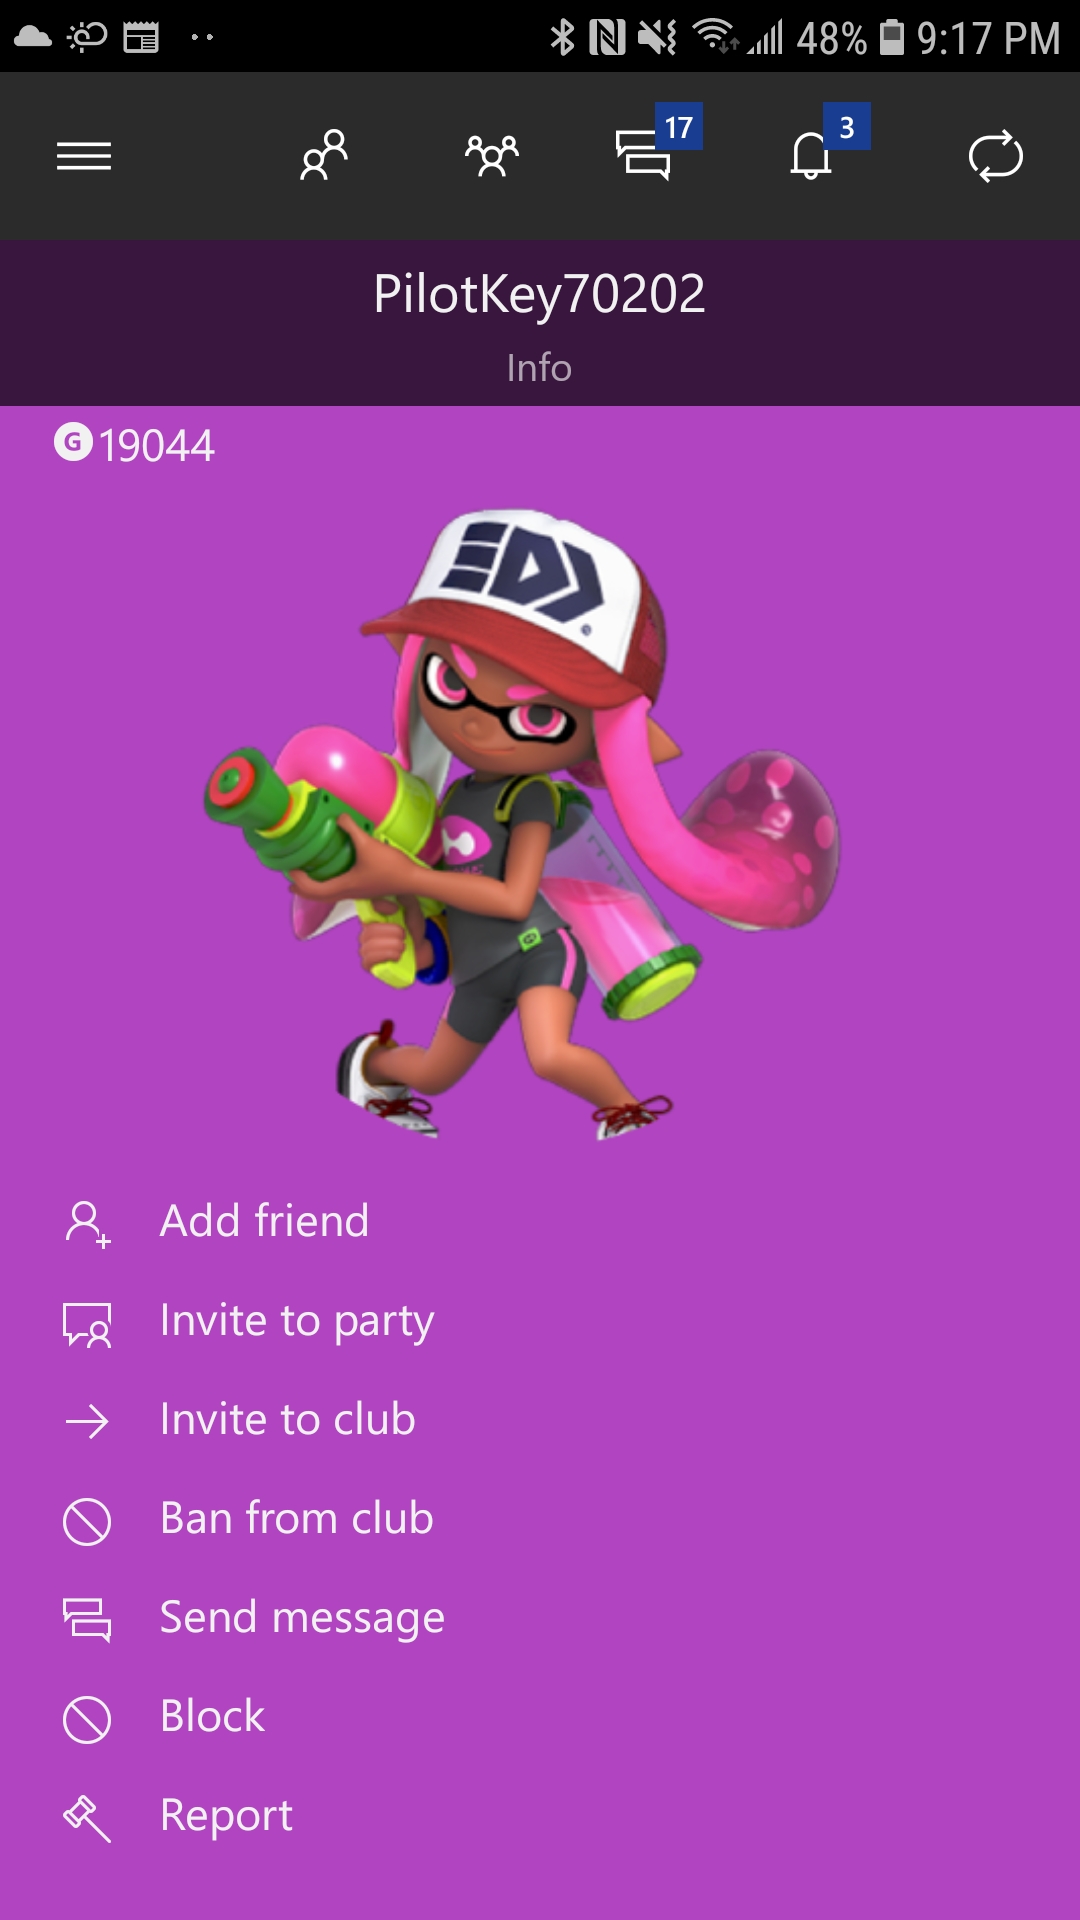 48% 9:17 PM
17
3
PilotKey70202
Info
G 19044
Add friend
Invite to party
Invite to club
Ban from club
Send message
Block
Report